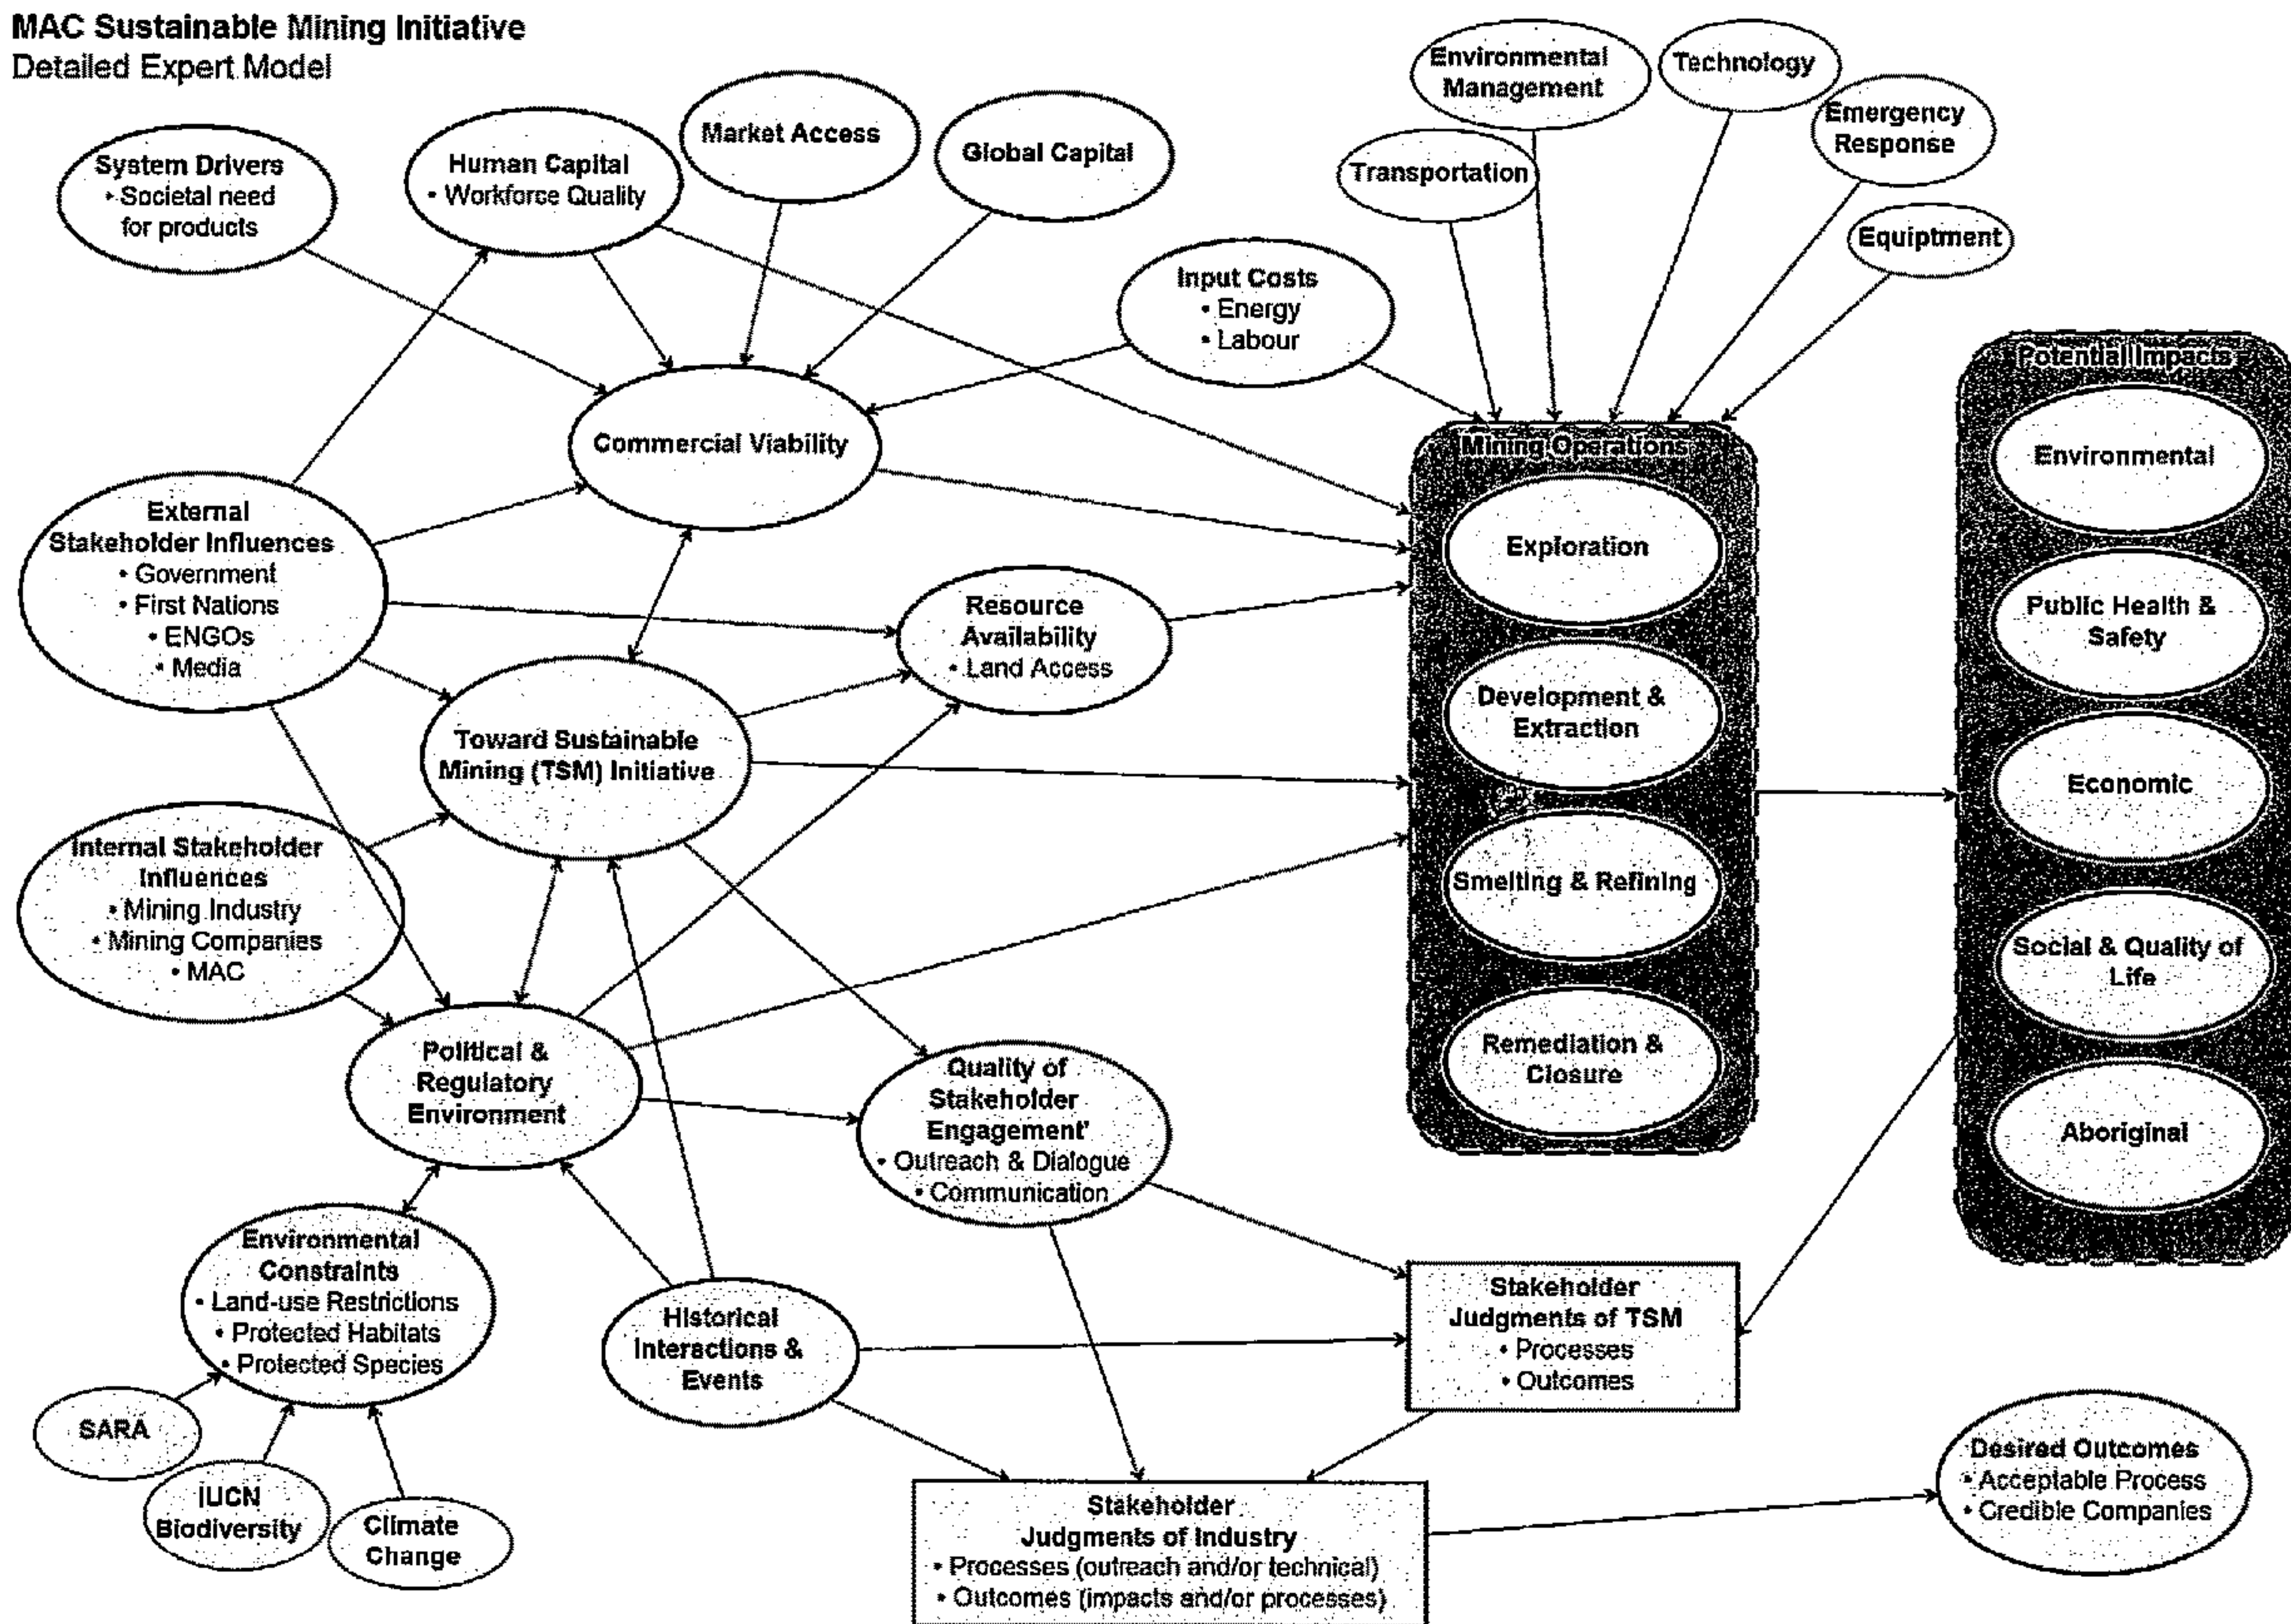 MAC Sustainable Mining Initiative
Detailed Expert Model
System Drivers
• Societal need
for products
Human Capital
• Workforce Quality
Market Access
Global Capital
Environmental
Management
Technology
Emergency
Response
Transportation
Equiptment
Input Costs
• Energy
• Labour
Commercial Viability
External
Stakeholder Influences
• Government
• First Nations
• ENGOs
• Media
Resource
Availability
• Land Access
Toward Sustainable
Mining (TSM) Initiative
Internal Stakeholder
Influences
• Mining Industry
• Mining Companies
• MAC
Political &
Regulatory
Environment
Quality of
Stakeholder
Engagement'
• Outreach & Dialogue
• Communication
Environmental
Constraints
• Land-use Restrictions
• Protected Habitats
• Protected Species
SARA
IUCN
Biodiversity
Climate
Change
Historical
Interactions &
Events
Mining Operations
Exploration
Development &
Extraction
Smelting & Refining
Remediation &
Closure
Potential Impacts
Environmental
Public Health &
Safety
Economic
Social & Quality of
Life
Aboriginal
Stakeholder
Judgments of TSM
• Processes
• Outcomes
Stakeholder
Judgments of Industry
• Processes (outreach and/or technical)
• Outcomes (impacts and/or processes)
Desired Outcomes
• Acceptable Process
• Credible Companies